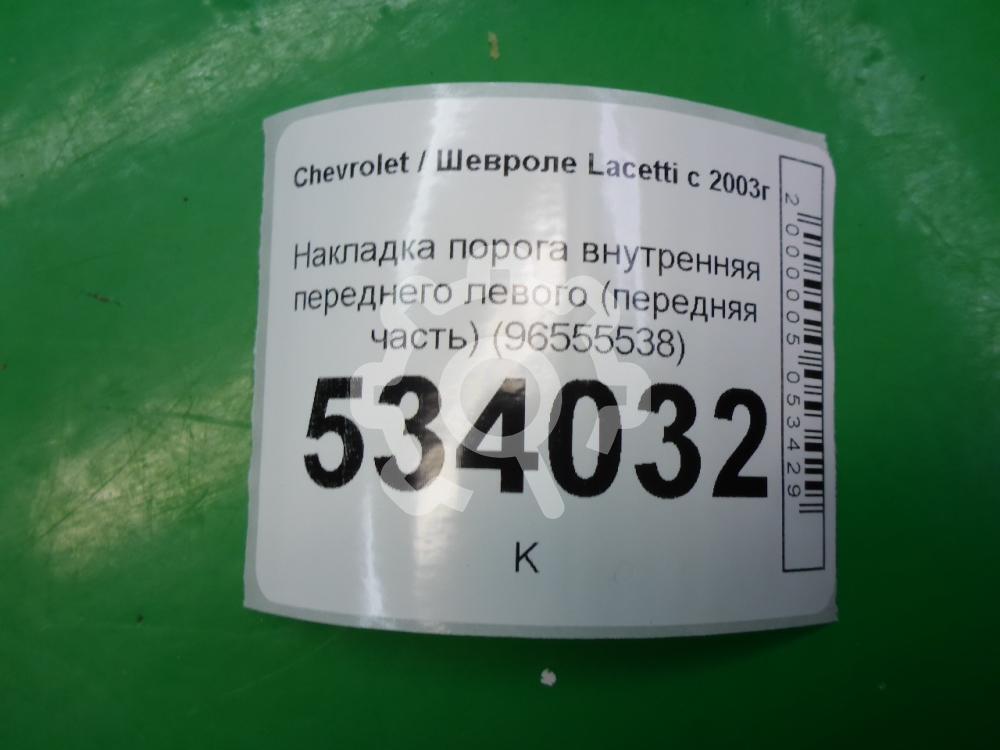 Chevrolet / Шевроле Lacetti с 2003г
Накладка порога внутренняя
переднего левого (передняя
часть) (96555538)
534032
К
2000005053429